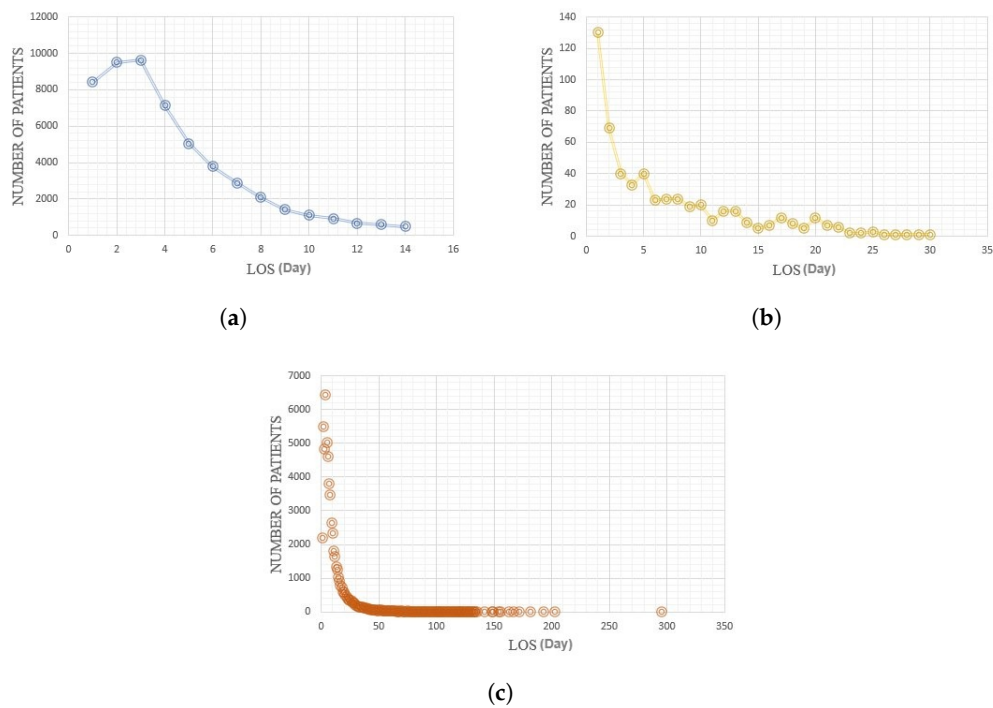 12000
10000
8000
6000
4000
2000
0
NUMBER OF PATIENTS
0 2 4 6 8 10 12 14 16
LOS (Day)
(a)
140
120
100
80
60
40
20
0
NUMBER OF PATIENTS
0 5 10 15 20 25 30 35
LOS (Day)
(b)
7000
6000
5000
4000
3000
2000
1000
0
NUMBER OF PATIENTS
0 50 100 150 200 250 300 350
LOS (Day)
(c)